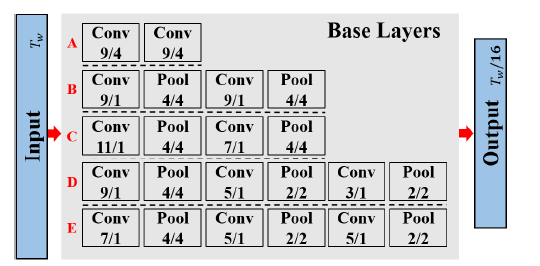 Input T_w
Base Layers
A
Conv 9/4
Conv 9/4
B
Conv 9/1
Pool 4/4
Conv 9/1
Pool 4/4
C
Conv 11/1
Pool 4/4
Conv 7/1
Pool 4/4
D
Conv 9/1
Pool 4/4
Conv 5/1
Pool 2/2
Conv 3/1
Pool 2/2
E
Conv 7/1
Pool 4/4
Conv 5/1
Pool 2/2
Conv 5/1
Pool 2/2
Output T_w/16